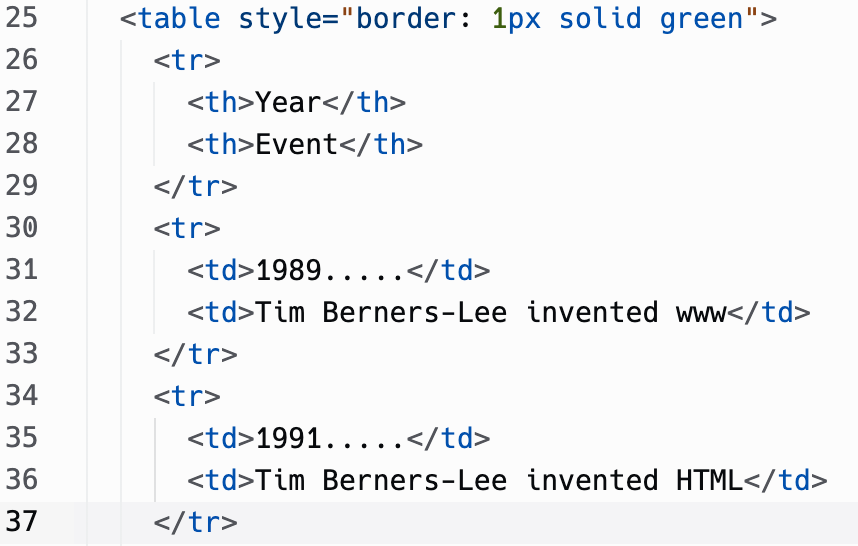 25 <table style="border: 1px solid green">
26 <tr>
27 <th>Year</th>
28 <th>Event</th>
29 </tr>
30 <tr>
31 <td>1989.....</td>
32 <td>Tim Berners-Lee invented www</td>
33 </tr>
34 <tr>
35 <td>1991.....</td>
36 <td>Tim Berners-Lee invented HTML</td>
37 </tr>